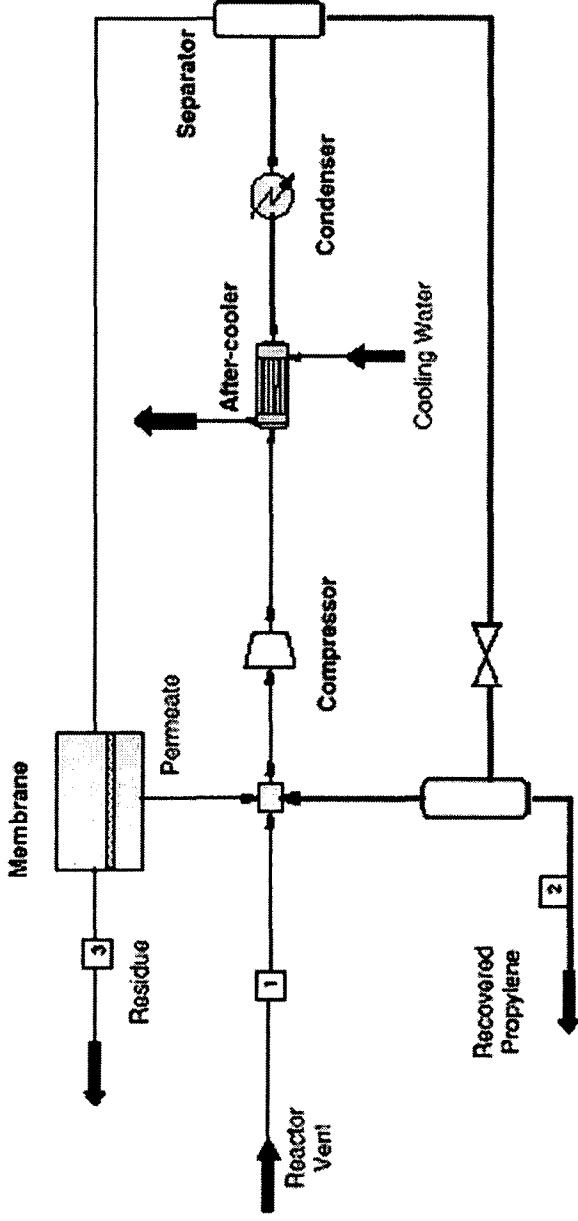 Membrane
3
Residue
Permeate
Separator
After-cooler
Condenser
Compressor
Cooling Water
1
Reactor
Vent
2
Recovered
Propylene